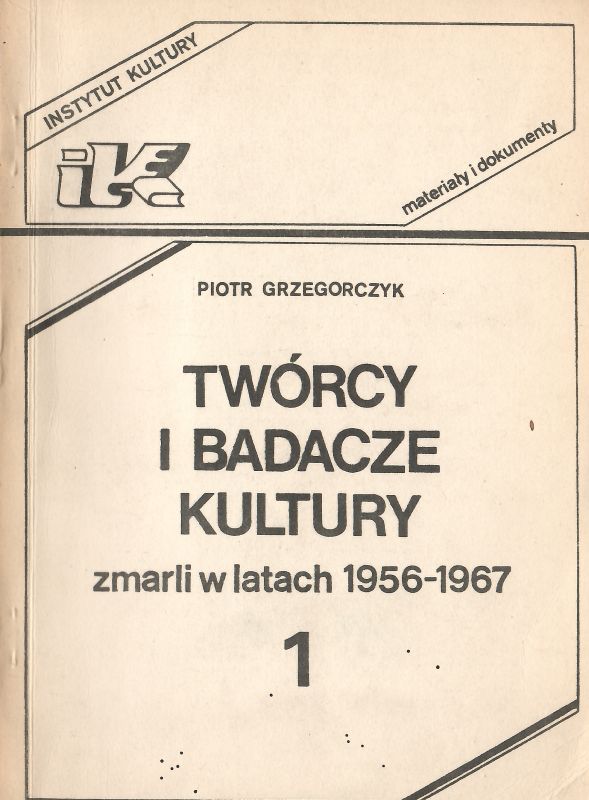 INSTYTUT KULTURY
iK
materiały i dokumenty
PIOTR GRZEGORCZYK
TWÓRCY
I BADACZE
KULTURY
zmarli w latach 1956-1967
1